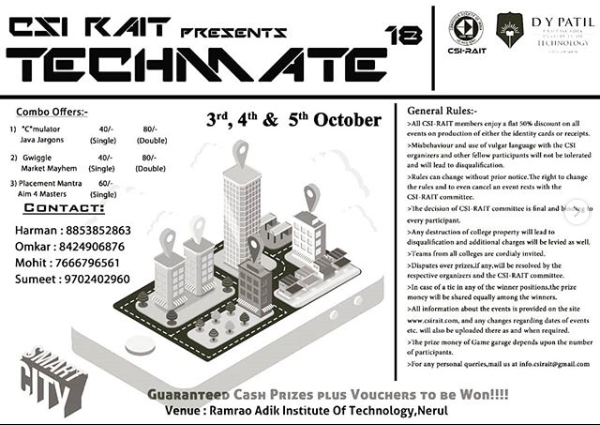 CSI RAIT PRESENTS
TECHMATE 18
CSI-RAIT
D Y PATIL
TECHNOLOGY
Combo Offers:-
1) "C"mulator 40/- 80/-
Java Jargons (Single) (Double)
2) Gwiggle 40/- 80/-
Market Mayhem (Single) (Double)
3) Placement Mantra 60/-
Aim 4 Masters (Single)
CONTACT:
Harman : 8853852863
Omkar : 8424906876
Mohit : 7666796561
Sumeet : 9702402960
3rd, 4th & 5th October
SMART
CITY
General Rules:-
>All CSI-RAIT members enjoy a flat 50% discount on all
events on production of either the identity cards or receipts.
>Misbehaviour and use of vulgar language with the CSI
organizers and other fellow participants will not be tolerated
and will lead to disqualification.
>Rules can change without prior notice.The right to change
the rules and to even cancel an event rests with the
CSI-RAIT committee.
>The decision of CSI-RAIT committee is final and binding to
every participant.
>Any destruction of college property will lead to
disqualification and additional charges will be levied as well.
>Teams from all colleges are cordially invited.
>Disputes over prizes,if any,will be resolved by the
respective organizers and the CSI-RAIT committee.
>In case of a tie in any of the winner positions,the prize
money will be shared equally among the winners.
>All information about the events is provided on the site
www.csirait.com, and any changes regarding dates of events
etc. will also be uploaded there as and when required.
>The prize money of Game garage depends upon the number
of participants.
>For any personal queries,mail us at info.csirait@gmail.com
Guaranteed Cash Prizes plus Vouchers to be Won!!!!
Venue : Ramrao Adik Institute Of Technology,Nerul